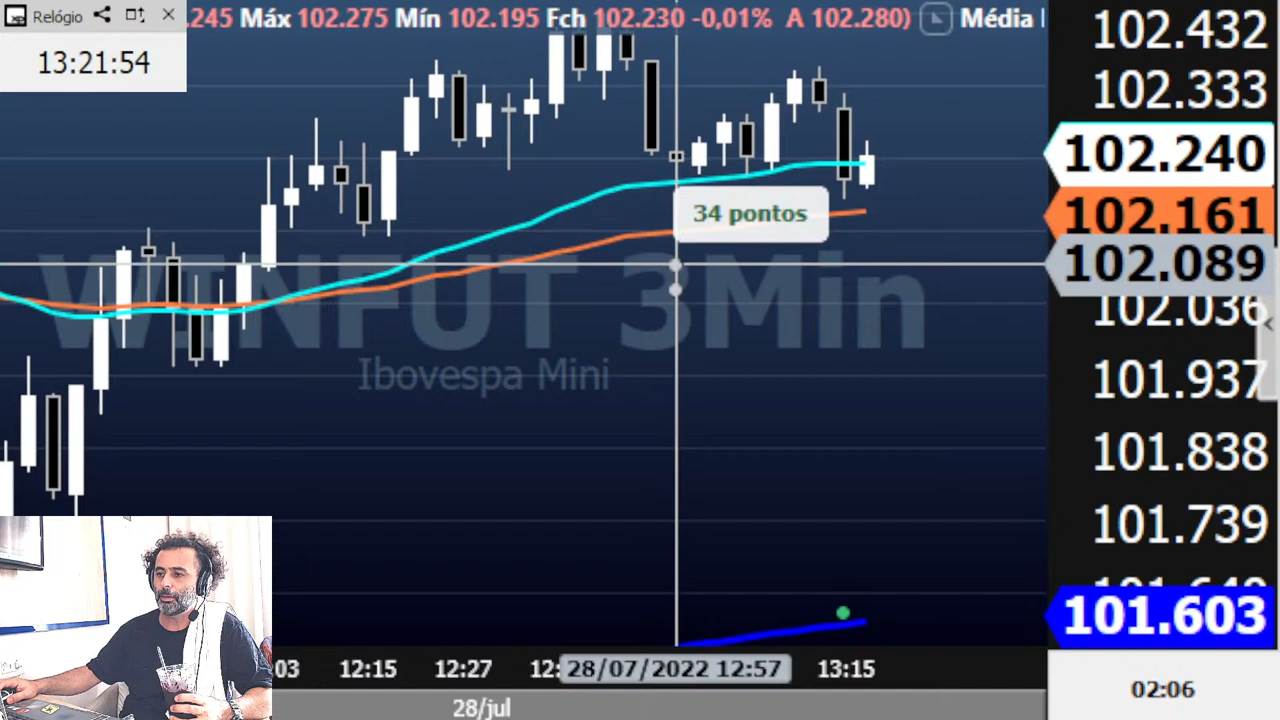 Relógio
.245 Máx 102.275 Mín 102.195 Fch 102.230 -0,01% A 102.280) Média
13:21:54
102.432
102.333
102.240
102.161
102.089
102.036
101.937
101.838
101.739
101.603
34 pontos
WINFUT 3Min
Ibovespa Mini
03 12:15 12:27 12: 28/07/2022 12:57 13:15
02:06
28/jul